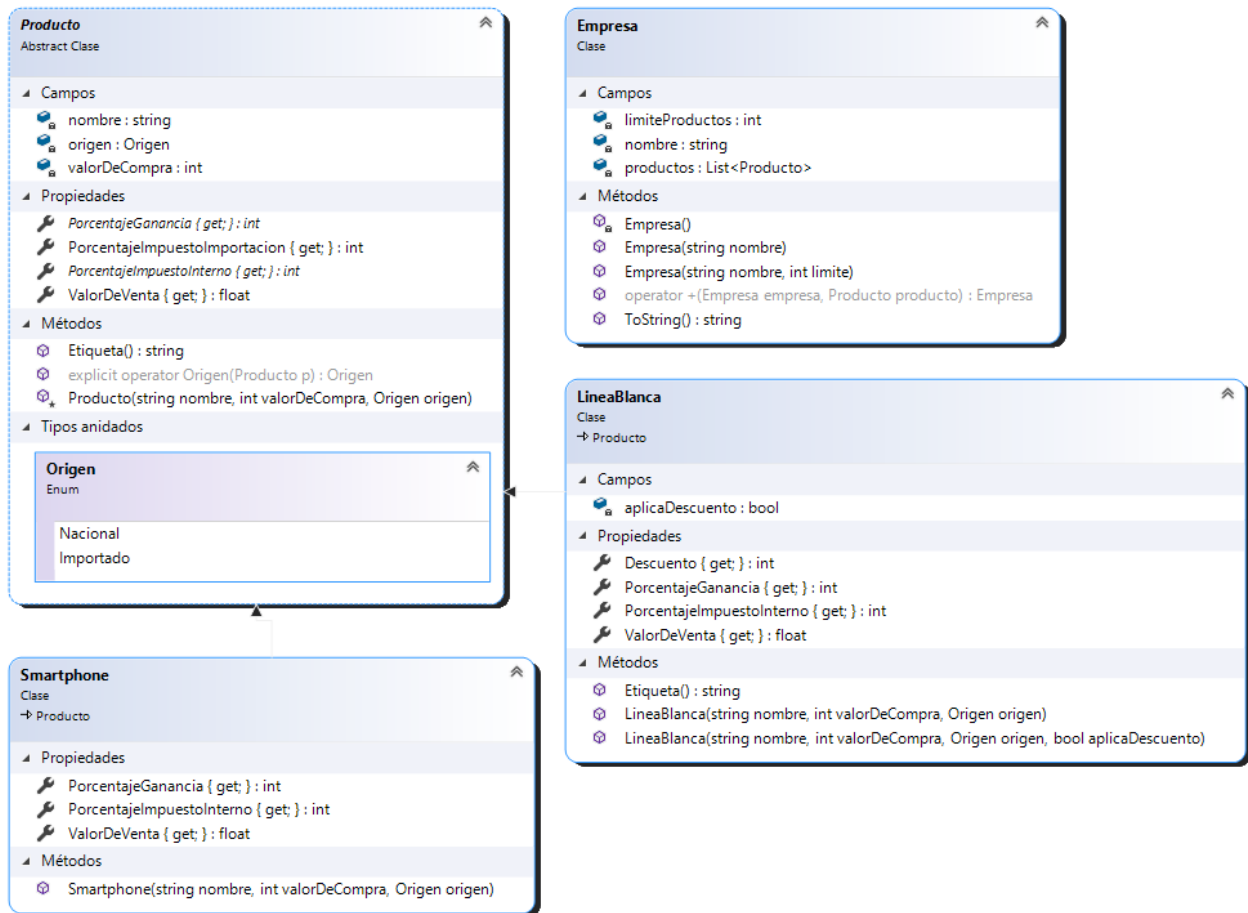 Producto
Abstract Clase
Campos
nombre : string
origen : Origen
valorDeCompra : int
Propiedades
PorcentajeGanancia { get; } : int
PorcentajeImpuestoImportacion { get; } : int
PorcentajeImpuestoInterno { get; } : int
ValorDeVenta { get; } : float
Métodos
Etiqueta() : string
explicit operator Origen(Producto p) : Origen
Producto(string nombre, int valorDeCompra, Origen origen)
Tipos anidados
Origen
Enum
Nacional
Importado
Empresa
Clase
Campos
limiteProductos : int
nombre : string
productos : List<Producto>
Métodos
Empresa()
Empresa(string nombre)
Empresa(string nombre, int limite)
operator +(Empresa empresa, Producto producto) : Empresa
ToString() : string
LineaBlanca
Clase
Producto
Campos
aplicaDescuento : bool
Propiedades
Descuento { get; } : int
PorcentajeGanancia { get; } : int
PorcentajeImpuestoInterno { get; } : int
ValorDeVenta { get; } : float
Métodos
Etiqueta() : string
LineaBlanca(string nombre, int valorDeCompra, Origen origen)
LineaBlanca(string nombre, int valorDeCompra, Origen origen, bool aplicaDescuento)
Smartphone
Clase
Producto
Propiedades
PorcentajeGanancia { get; } : int
PorcentajeImpuestoInterno { get; } : int
ValorDeVenta { get; } : float
Métodos
Smartphone(string nombre, int valorDeCompra, Origen origen)